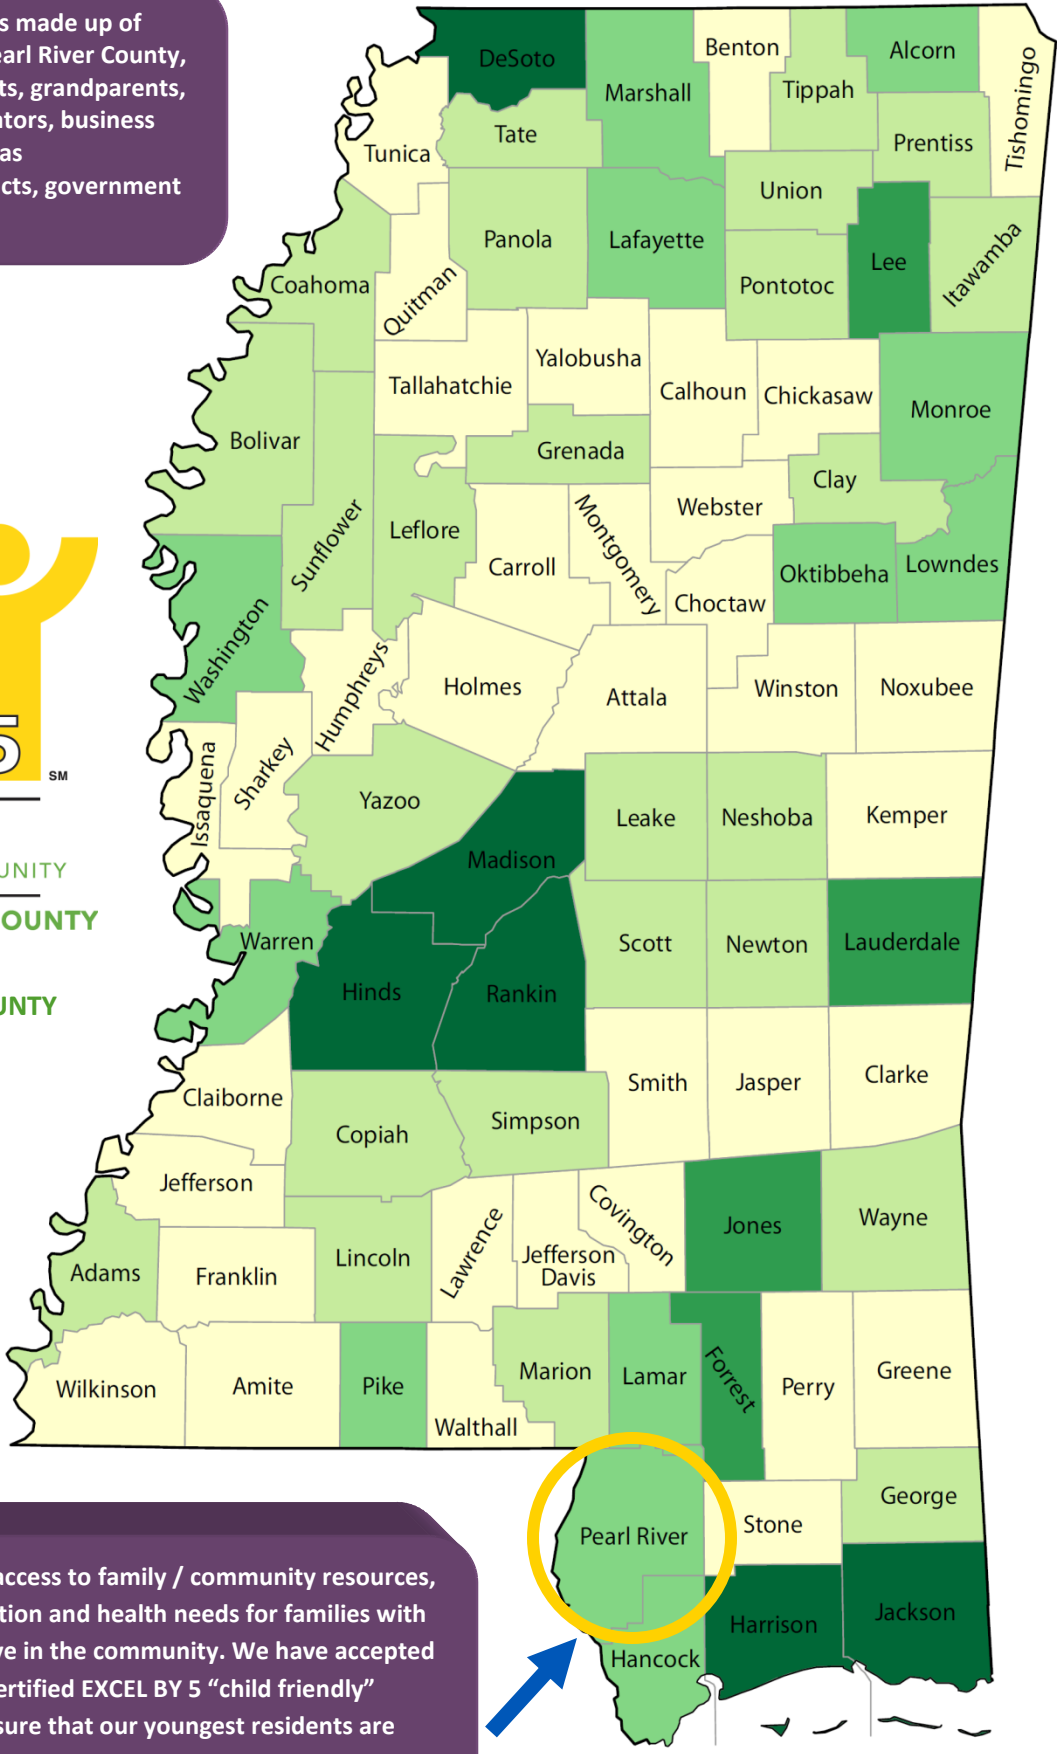 s made up of
earl River County,
ts, grandparents,
ators, business
as
cts, government
DeSoto
Marshall
Benton
Tippah
Alcorn
Tishomingo
Tunica
Tate
Prentiss
Union
Panola
Lafayette
Lee
Itawamba
Coahoma
Quitman
Pontotoc
Yalobusha
Tallahatchie
Calhoun
Chickasaw
Monroe
Bolivar
Grenada
Clay
Sunflower
Leflore
Montgomery
Webster
Carroll
Oktibbeha
Lowndes
Choctaw
Washington
Humphreys
Holmes
Attala
Winston
Noxubee
5
SM
Issaquena
Sharkey
Yazoo
Leake
Neshoba
Kemper
Madison
UNITY
OUNTY
Warren
Scott
Newton
Lauderdale
Hinds
Rankin
UNTY
Claiborne
Smith
Jasper
Clarke
Copiah
Simpson
Jefferson
Lawrence
Covington
Jones
Wayne
Adams
Franklin
Lincoln
Jefferson
Davis
Wilkinson
Amite
Pike
Walthall
Marion
Lamar
Forrest
Perry
Greene
George
Pearl River
Stone
Harrison
Jackson
Hancock
access to family / community resources,
tion and health needs for families with
ve in the community. We have accepted
ertified EXCEL BY 5 “child friendly”
sure that our youngest residents are